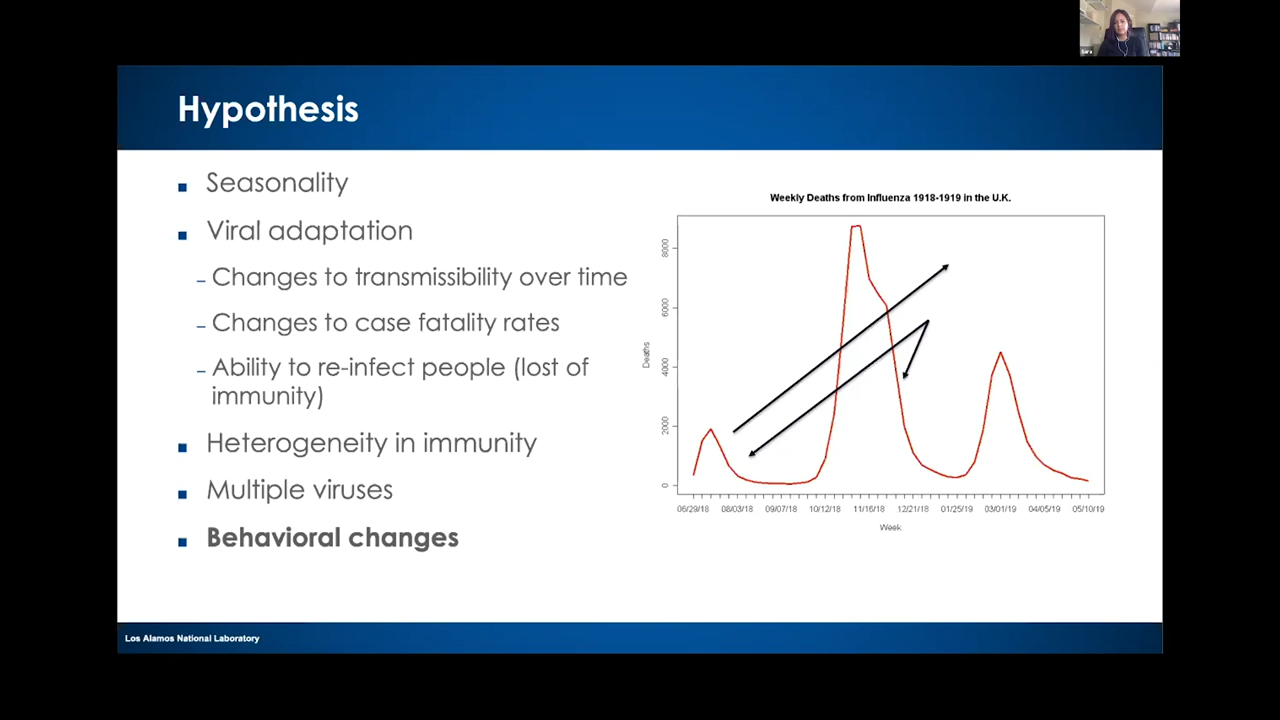 Sara
Hypothesis
Seasonality
Viral adaptation
Changes to transmissibility over time
Changes to case fatality rates
Ability to re-infect people (lost of
immunity)
Heterogeneity in immunity
Multiple viruses
Behavioral changes
Weekly Deaths from Influenza 1918-1919 in the U.K.
8000
6000
4000
2000
0
Deaths
06/29/18 08/03/18 09/07/18 10/12/18 11/16/18 12/21/18 01/25/19 03/01/19 04/05/19 05/10/19
Week
Los Alamos National Laboratory